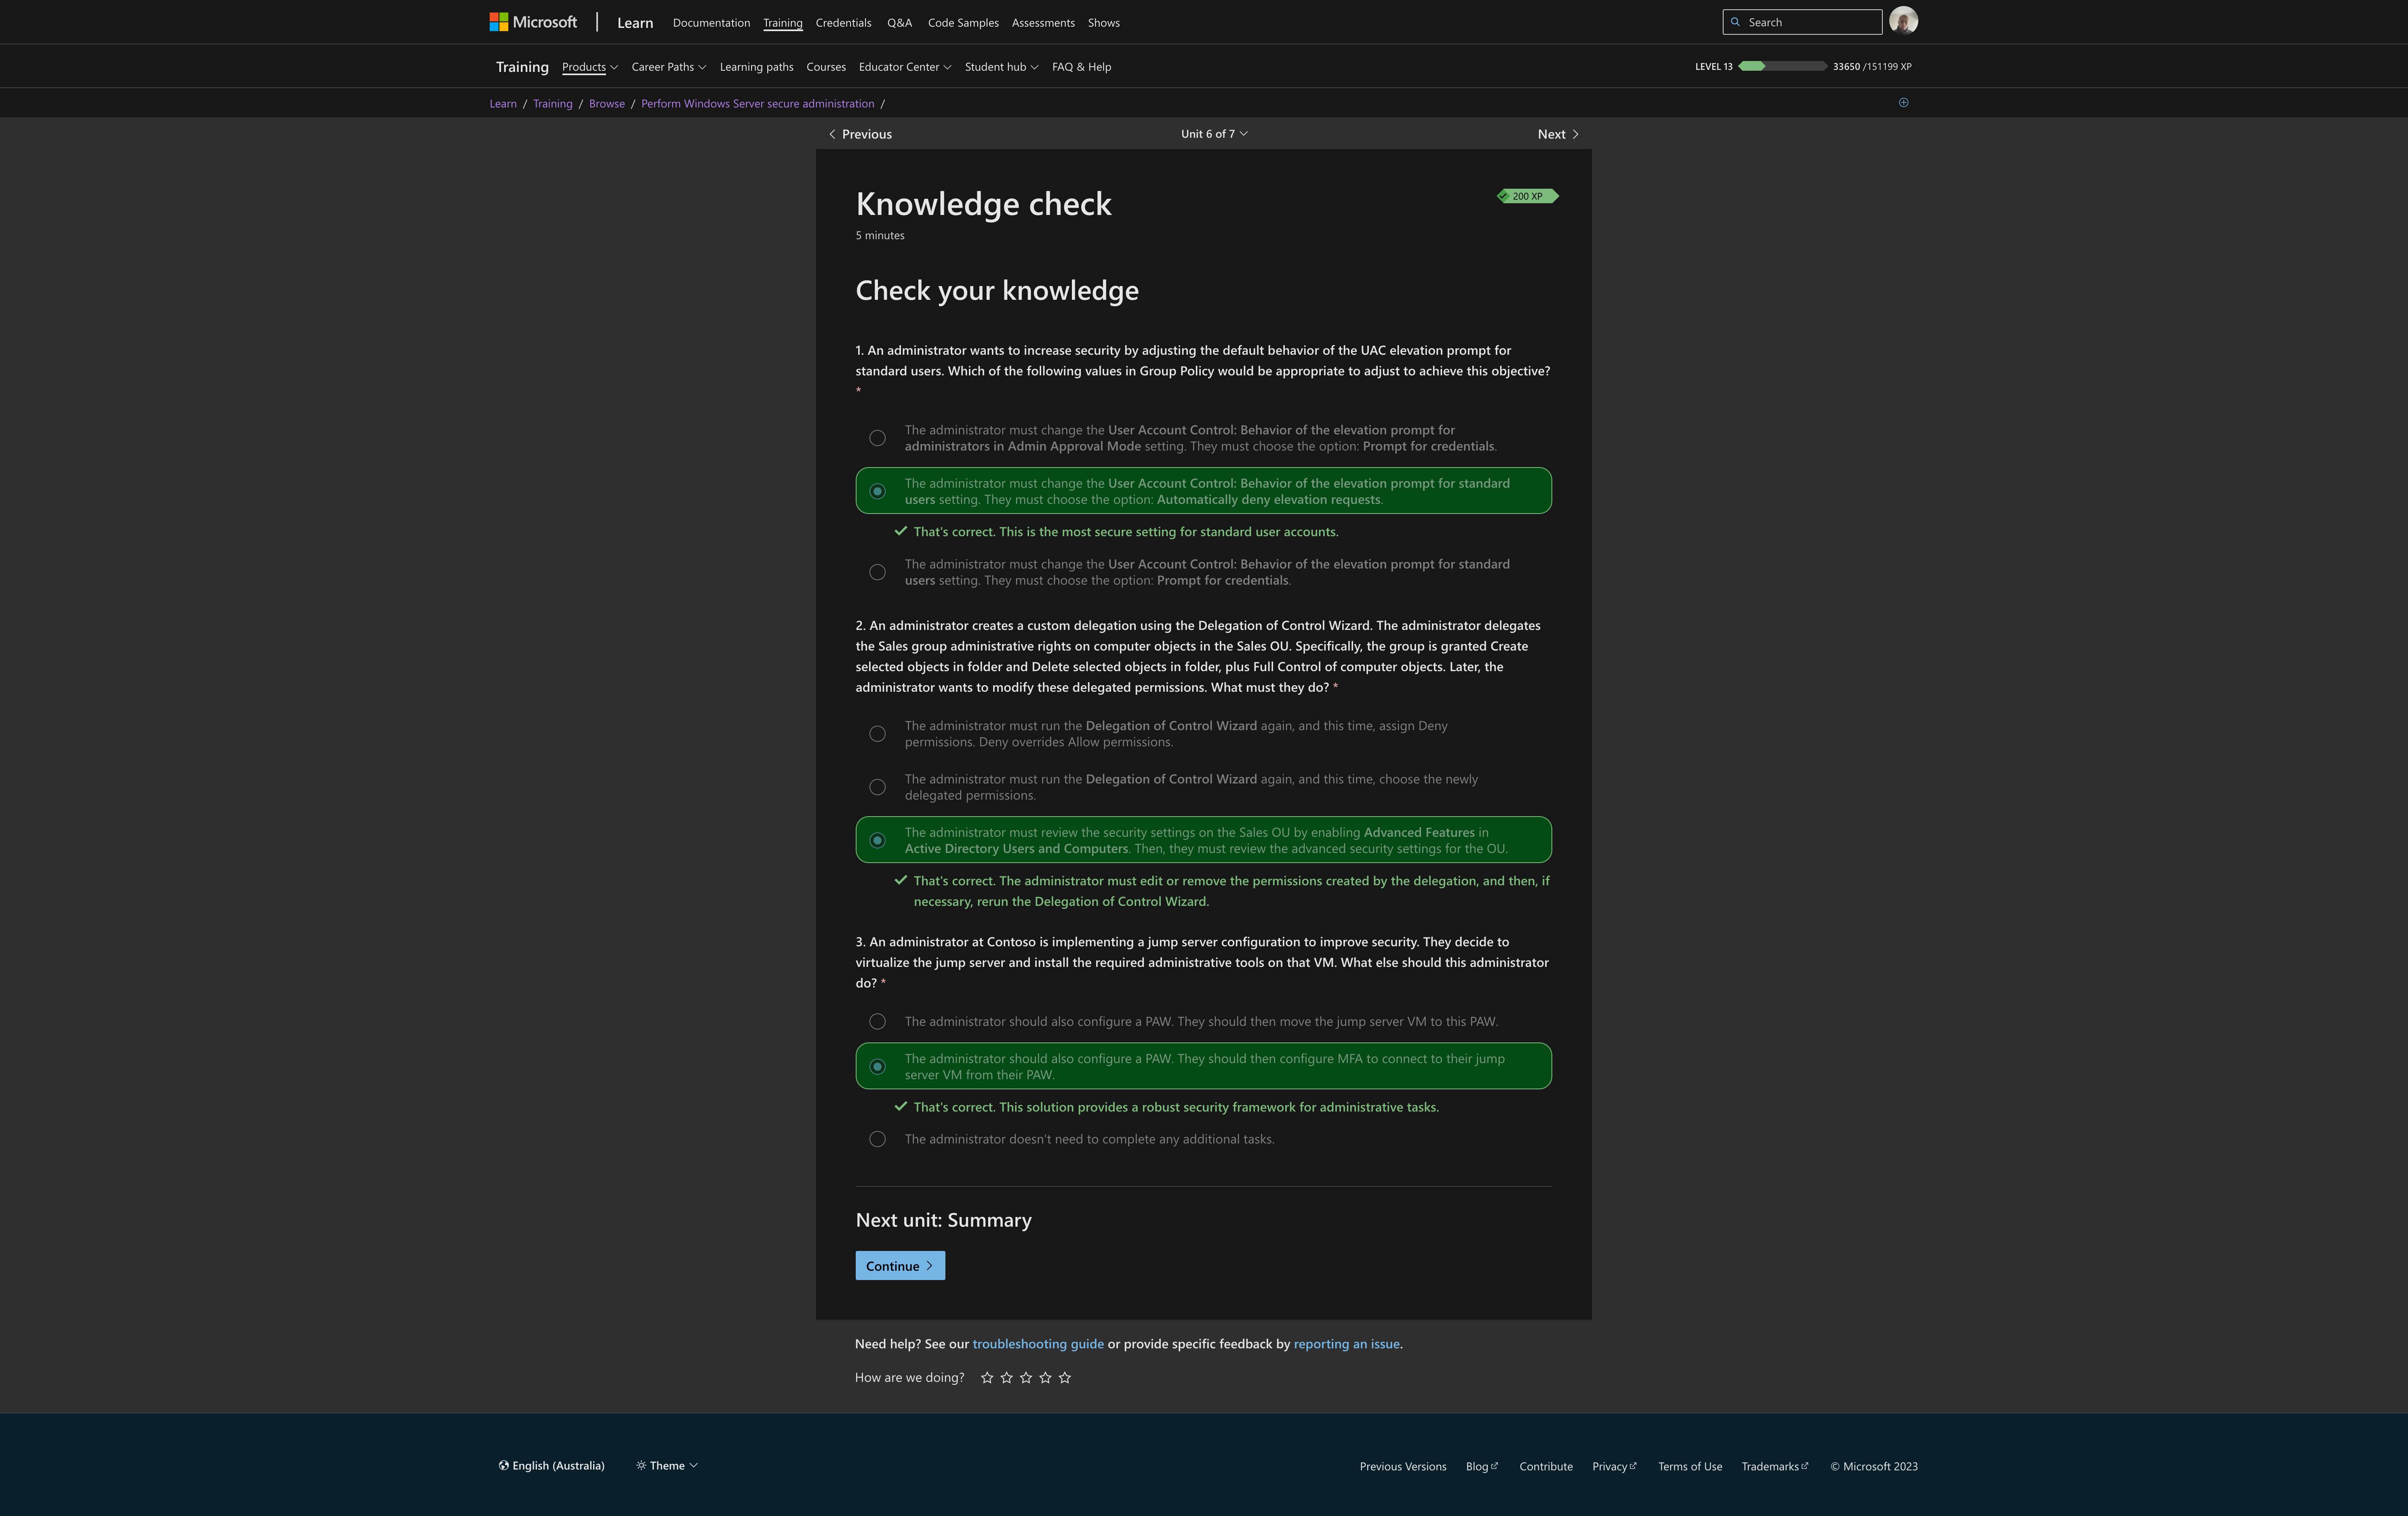 Microsoft
Learn
Documentation
Training
Credentials
Q&A
Code Samples
Assessments
Shows
Search
Training
Products
Career Paths
Learning paths
Courses
Educator Center
Student hub
FAQ & Help
LEVEL 13
33650 /151199 XP
Learn / Training / Browse / Perform Windows Server secure administration /
Previous
Unit 6 of 7
Next
Knowledge check
200 XP
5 minutes
Check your knowledge
1. An administrator wants to increase security by adjusting the default behavior of the UAC elevation prompt for
standard users. Which of the following values in Group Policy would be appropriate to adjust to achieve this objective?
*
The administrator must change the User Account Control: Behavior of the elevation prompt for
administrators in Admin Approval Mode setting. They must choose the option: Prompt for credentials.
The administrator must change the User Account Control: Behavior of the elevation prompt for standard
users setting. They must choose the option: Automatically deny elevation requests.
That's correct. This is the most secure setting for standard user accounts.
The administrator must change the User Account Control: Behavior of the elevation prompt for standard
users setting. They must choose the option: Prompt for credentials.
2. An administrator creates a custom delegation using the Delegation of Control Wizard. The administrator delegates
the Sales group administrative rights on computer objects in the Sales OU. Specifically, the group is granted Create
selected objects in folder and Delete selected objects in folder, plus Full Control of computer objects. Later, the
administrator wants to modify these delegated permissions. What must they do? *
The administrator must run the Delegation of Control Wizard again, and this time, assign Deny
permissions. Deny overrides Allow permissions.
The administrator must run the Delegation of Control Wizard again, and this time, choose the newly
delegated permissions.
The administrator must review the security settings on the Sales OU by enabling Advanced Features in
Active Directory Users and Computers. Then, they must review the advanced security settings for the OU.
That's correct. The administrator must edit or remove the permissions created by the delegation, and then, if
necessary, rerun the Delegation of Control Wizard.
3. An administrator at Contoso is implementing a jump server configuration to improve security. They decide to
virtualize the jump server and install the required administrative tools on that VM. What else should this administrator
do? *
The administrator should also configure a PAW. They should then move the jump server VM to this PAW.
The administrator should also configure a PAW. They should then configure MFA to connect to their jump
server VM from their PAW.
That's correct. This solution provides a robust security framework for administrative tasks.
The administrator doesn't need to complete any additional tasks.
Next unit: Summary
Continue
Need help? See our troubleshooting guide or provide specific feedback by reporting an issue.
How are we doing?
English (Australia)
Theme
Previous Versions
Blog
Contribute
Privacy
Terms of Use
Trademarks
© Microsoft 2023